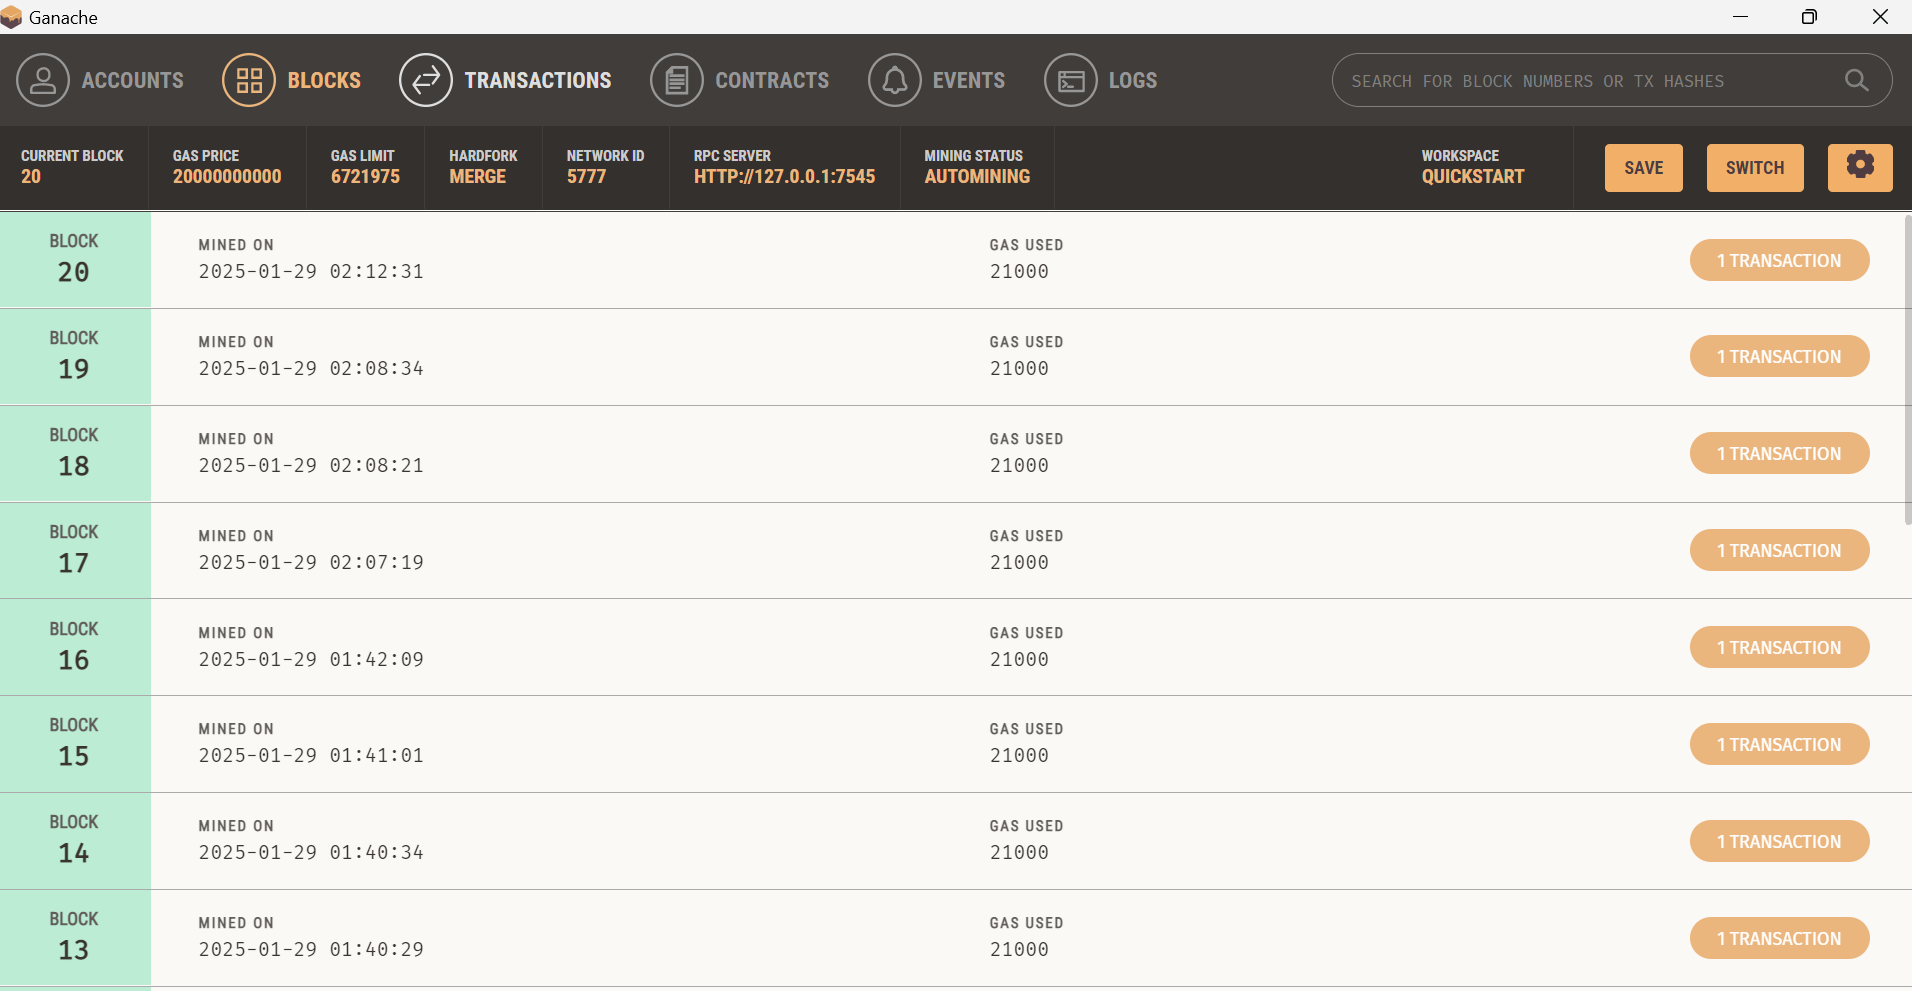 Ganache
ACCOUNTS BLOCKS TRANSACTIONS CONTRACTS EVENTS LOGS SEARCH FOR BLOCK NUMBERS OR TX HASHES
CURRENT BLOCK GAS PRICE GAS LIMIT HARDFORK NETWORK ID RPC SERVER MINING STATUS WORKSPACE
20 20000000000 6721975 MERGE 5777 HTTP://127.0.0.1:7545 AUTOMINING QUICKSTART
SAVE SWITCH
BLOCK MINED ON GAS USED
20 2025-01-29 02:12:31 21000 1 TRANSACTION
BLOCK MINED ON GAS USED
19 2025-01-29 02:08:34 21000 1 TRANSACTION
BLOCK MINED ON GAS USED
18 2025-01-29 02:08:21 21000 1 TRANSACTION
BLOCK MINED ON GAS USED
17 2025-01-29 02:07:19 21000 1 TRANSACTION
BLOCK MINED ON GAS USED
16 2025-01-29 01:42:09 21000 1 TRANSACTION
BLOCK MINED ON GAS USED
15 2025-01-29 01:41:01 21000 1 TRANSACTION
BLOCK MINED ON GAS USED
14 2025-01-29 01:40:34 21000 1 TRANSACTION
BLOCK MINED ON GAS USED
13 2025-01-29 01:40:29 21000 1 TRANSACTION